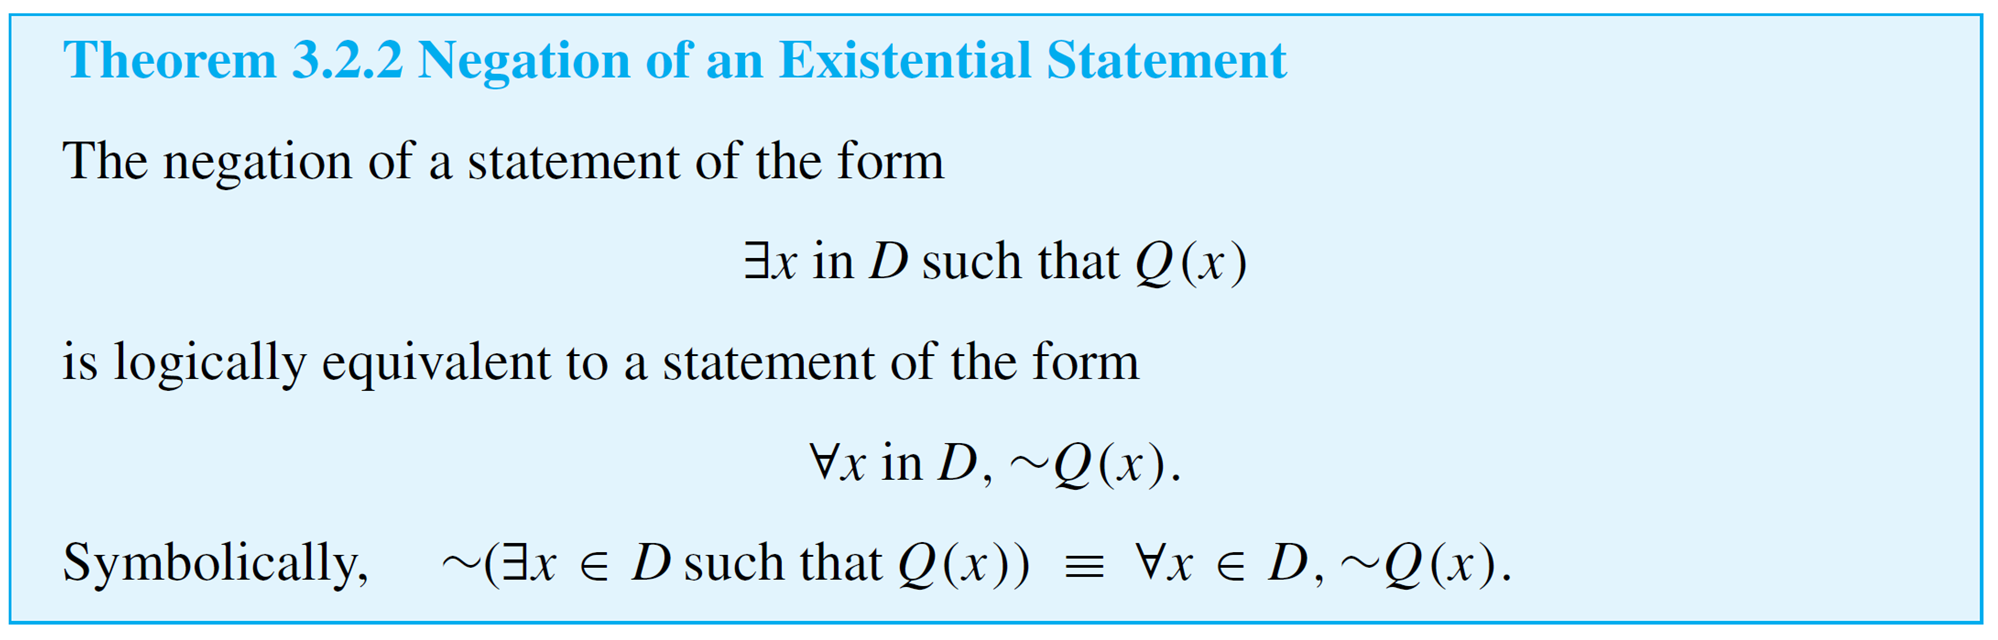 Theorem 3.2.2 Negation of an Existential Statement
The negation of a statement of the form
∃x in D such that Q(x)
is logically equivalent to a statement of the form
∀x in D, ∼Q(x).
Symbolically, ∼(∃x ∈ D such that Q(x)) ≡ ∀x ∈ D, ∼Q(x).